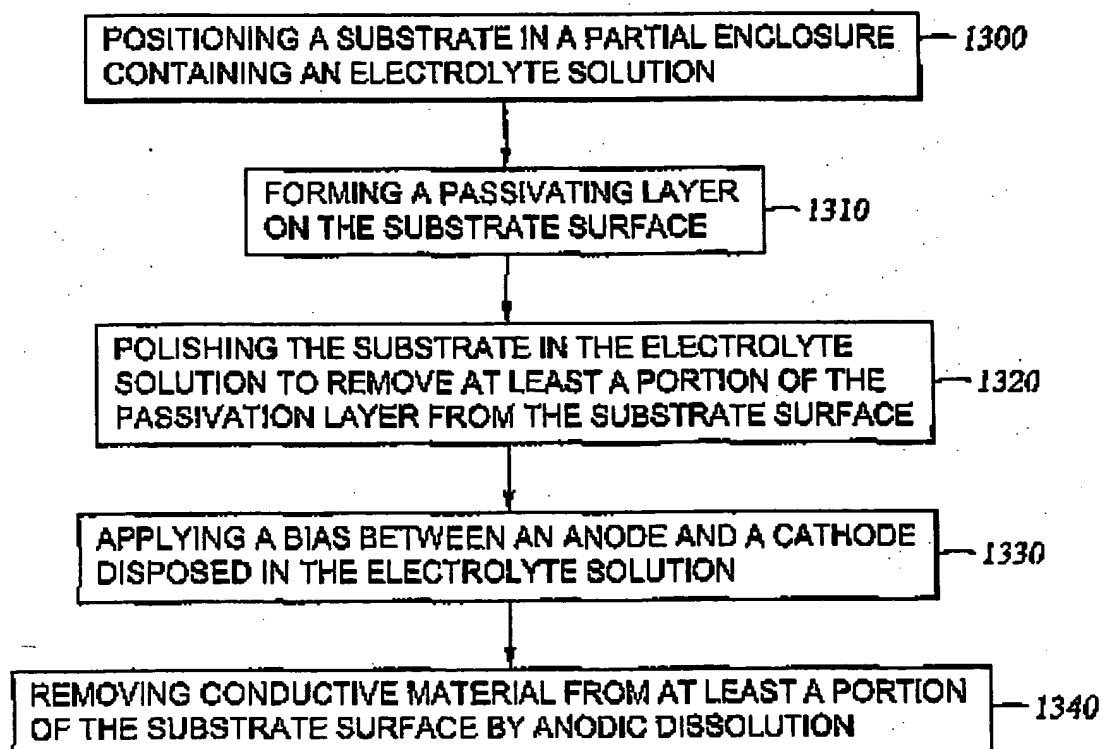 POSITIONING A SUBSTRATE IN A PARTIAL ENCLOSURE
CONTAINING AN ELECTROLYTE SOLUTION
1300
FORMING A PASSIVATING LAYER
ON THE SUBSTRATE SURFACE
1310
POLISHING THE SUBSTRATE IN THE ELECTROLYTE
SOLUTION TO REMOVE AT LEAST A PORTION OF THE
PASSIVATION LAYER FROM THE SUBSTRATE SURFACE
1320
APPLYING A BIAS BETWEEN AN ANODE AND A CATHODE
DISPOSED IN THE ELECTROLYTE SOLUTION
1330
REMOVING CONDUCTIVE MATERIAL FROM AT LEAST A PORTION
OF THE SUBSTRATE SURFACE BY ANODIC DISSOLUTION
1340